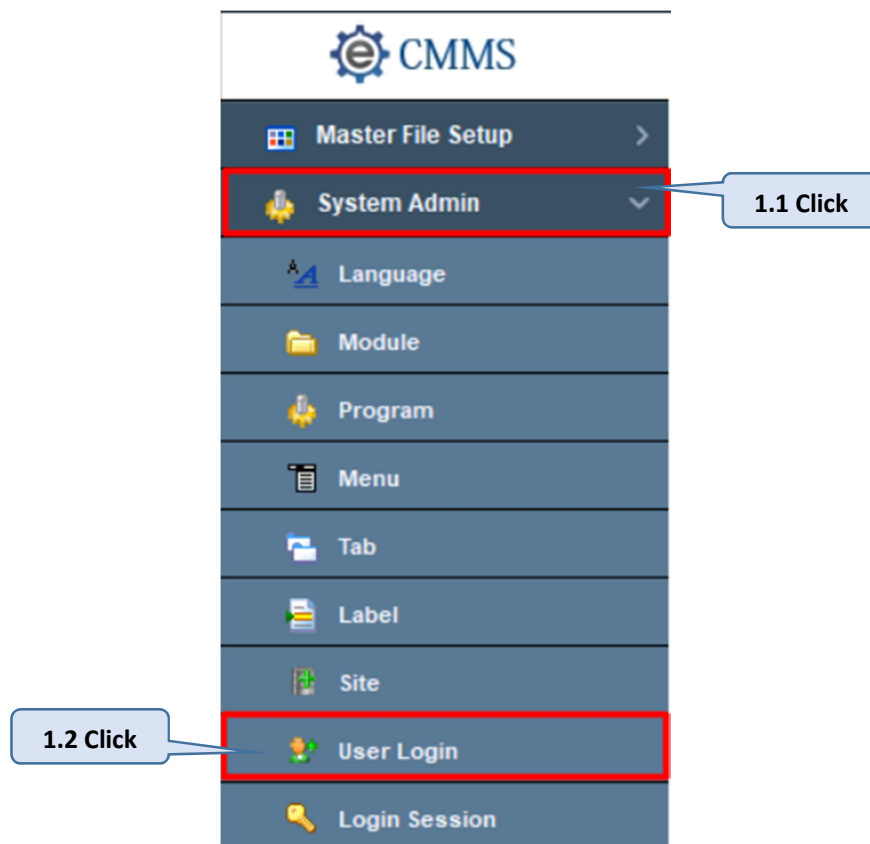 e CMMS
Master File Setup
System Admin
1.1 Click
Language
Module
Program
Menu
Tab
Label
Site
1.2 Click
User Login
Login Session